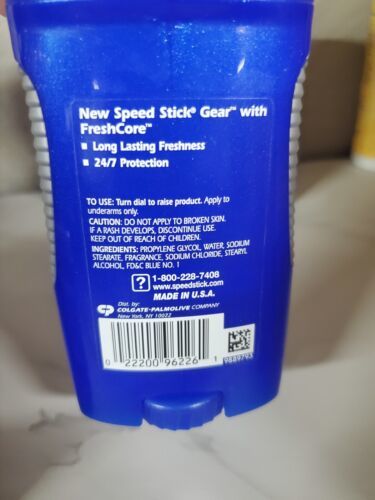 New Speed Stick® Gear™ with
FreshCore™
▪ Long Lasting Freshness
▪ 24/7 Protection
TO USE: Turn dial to raise product. Apply to
underarms only.
CAUTION: DO NOT APPLY TO BROKEN SKIN.
IF A RASH DEVELOPS, DISCONTINUE USE.
KEEP OUT OF REACH OF CHILDREN.
INGREDIENTS: PROPYLENE GLYCOL, WATER, SODIUM
STEARATE, FRAGRANCE, SODIUM CHLORIDE, STEARYL
ALCOHOL, FD&C BLUE NO. 1
? 1-800-228-7408
www.speedstick.com
MADE IN U.S.A.
Dist. by:
CP COLGATE-PALMOLIVE COMPANY
New York, NY 10022
0 22200 96226 1